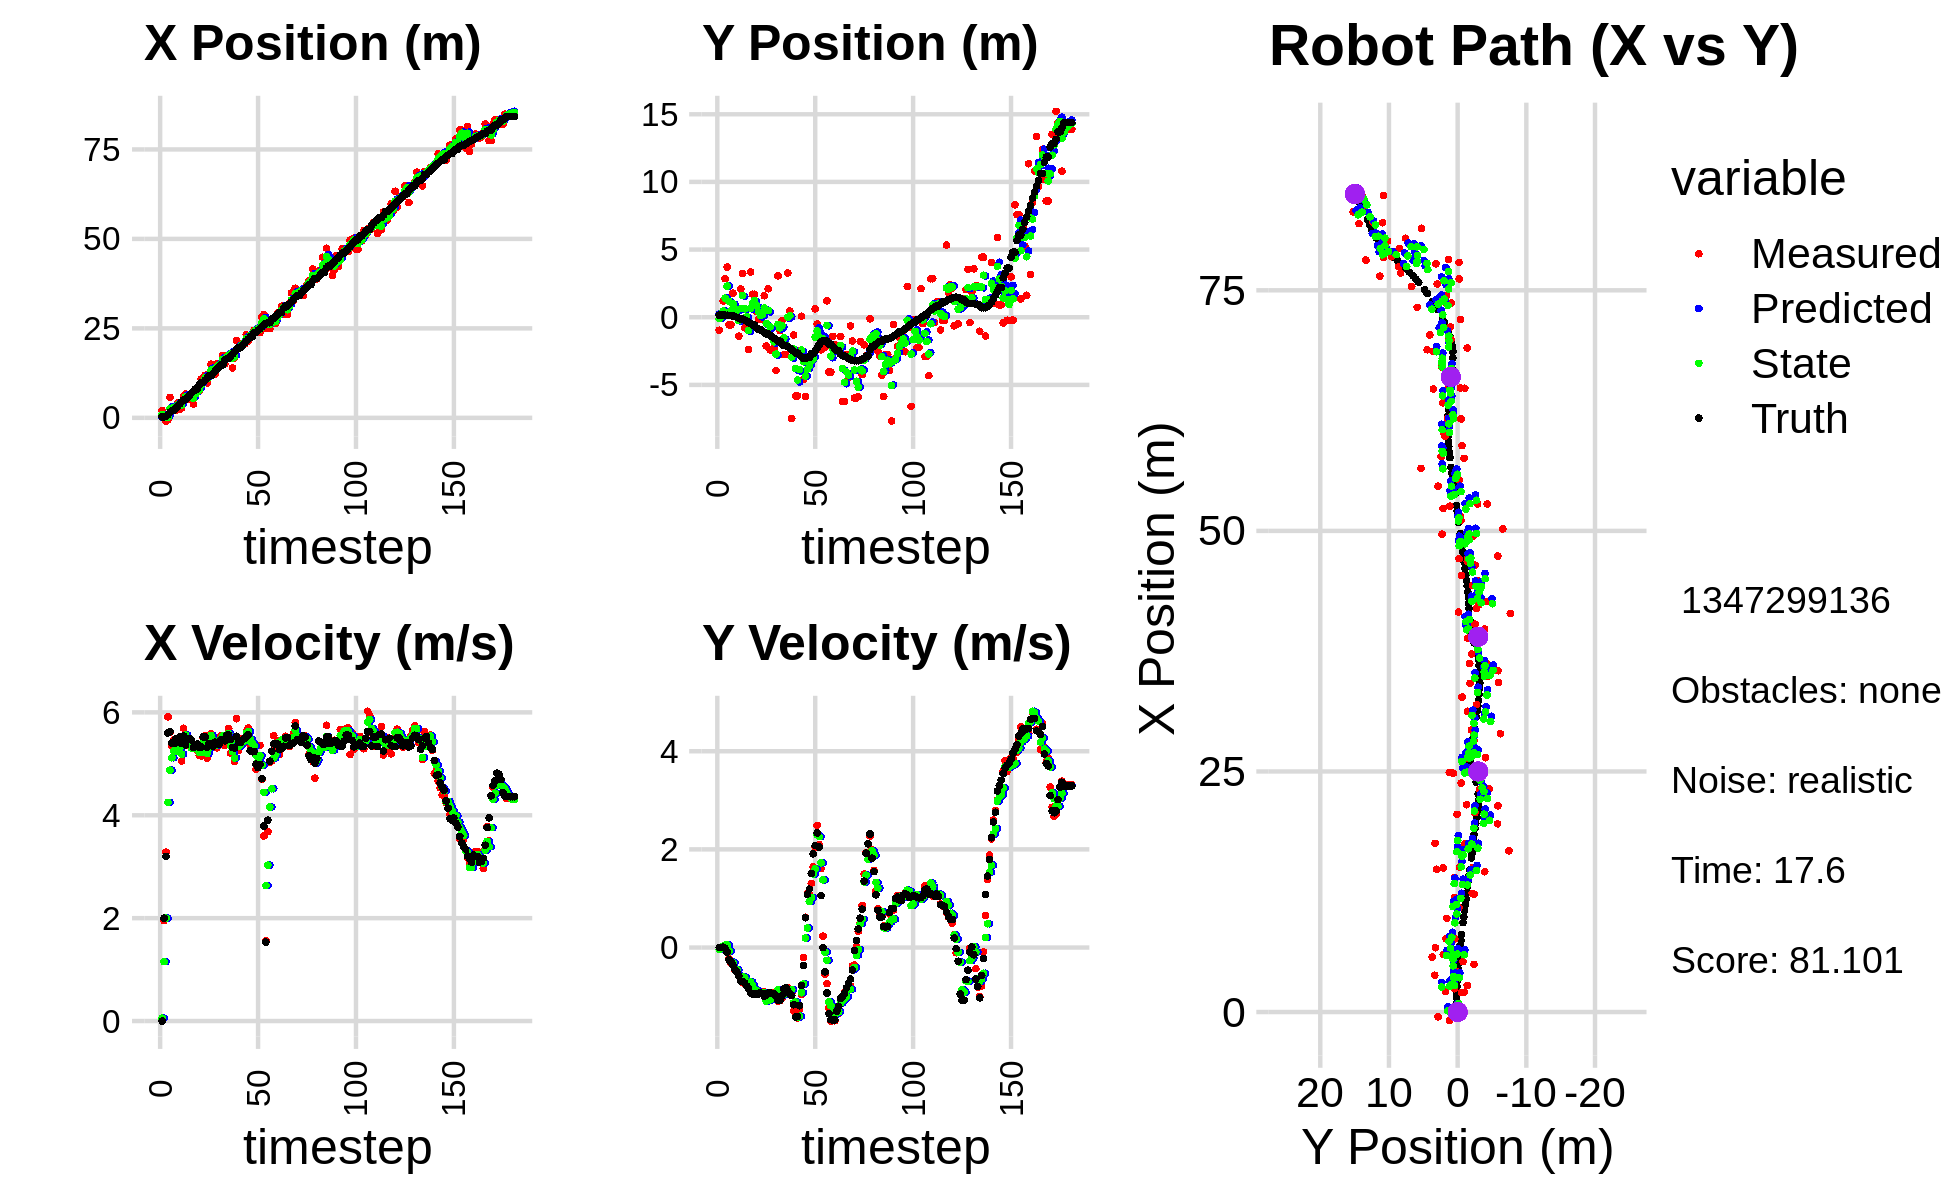 X Position (m)
75
50
25
0
0
50
100
150
timestep
Y Position (m)
15
10
5
0
-5
0
50
100
150
timestep
X Velocity (m/s)
6
4
2
0
0
50
100
150
timestep
Y Velocity (m/s)
4
2
0
0
50
100
150
timestep
Robot Path (X vs Y)
X Position (m)
75
50
25
0
20 10 0 -10 -20
Y Position (m)
variable
Measured
Predicted
State
Truth
1347299136
Obstacles: none
Noise: realistic
Time: 17.6
Score: 81.101